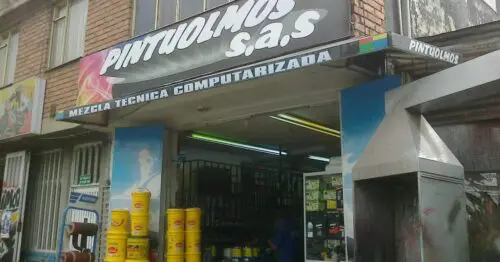 PINTUOLMOS
s.a.s
MEZCLA TECNICA COMPUTARIZADA
PINTUOLMOS